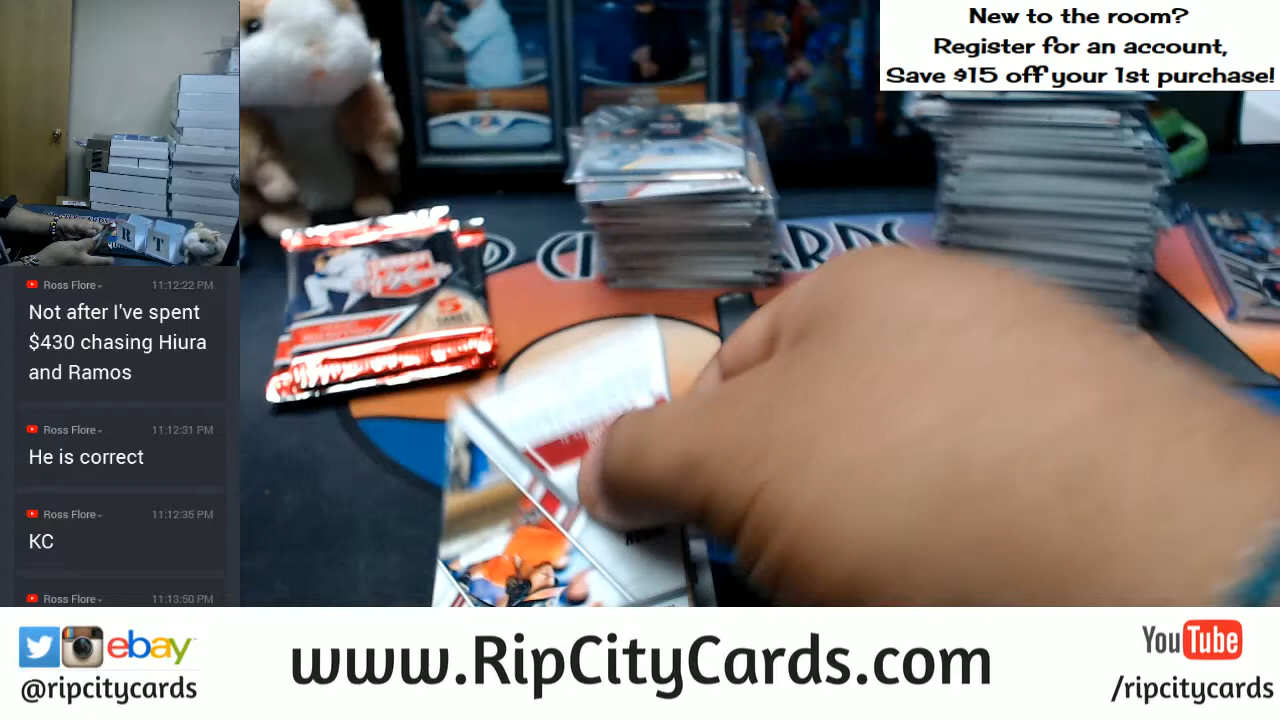 New to the room?
Register for an account,
Save $15 off your 1st purchase!
R T
Ross Flore 11:12:22 PM
Not after I've spent
$430 chasing Hiura
and Ramos
Ross Flore 11:12:31 PM
He is correct
Ross Flore 11:12:35 PM
KC
Ross Flore 11:13:50 PM
5
CARDS
ebay
@ripcitycards
www.RipCityCards.com
YouTube
/ripcitycards